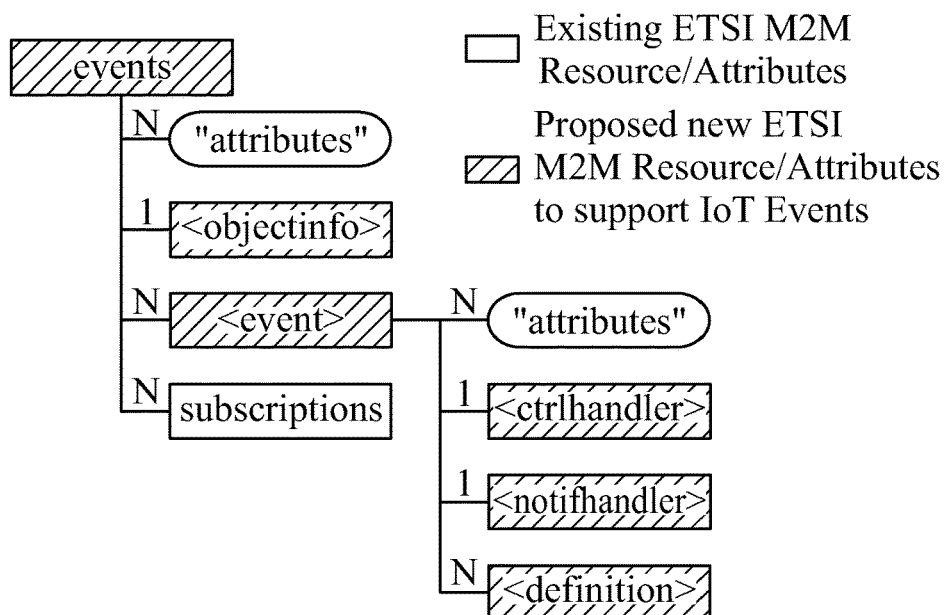 events
Existing ETSI M2M
Resource/Attributes
Proposed new ETSI
M2M Resource/Attributes
to support IoT Events
N
"attributes"
1
<objectinfo>
N
<event>
N
"attributes"
N
subscriptions
1
<ctrlhandler>
1
<notifhandler>
N
<definition>